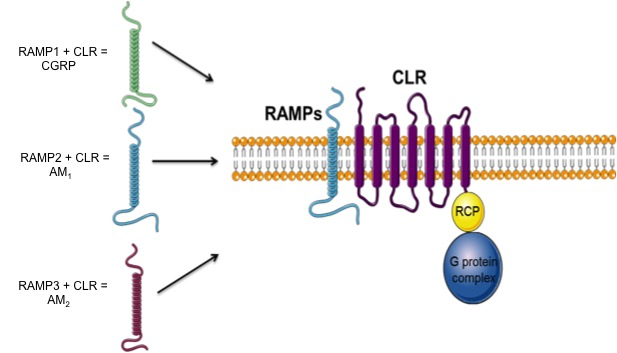 RAMP1 + CLR =
CGRP
RAMP2 + CLR =
AM₁
RAMP3 + CLR =
AM₂
RAMPs
CLR
RCP
G protein
complex